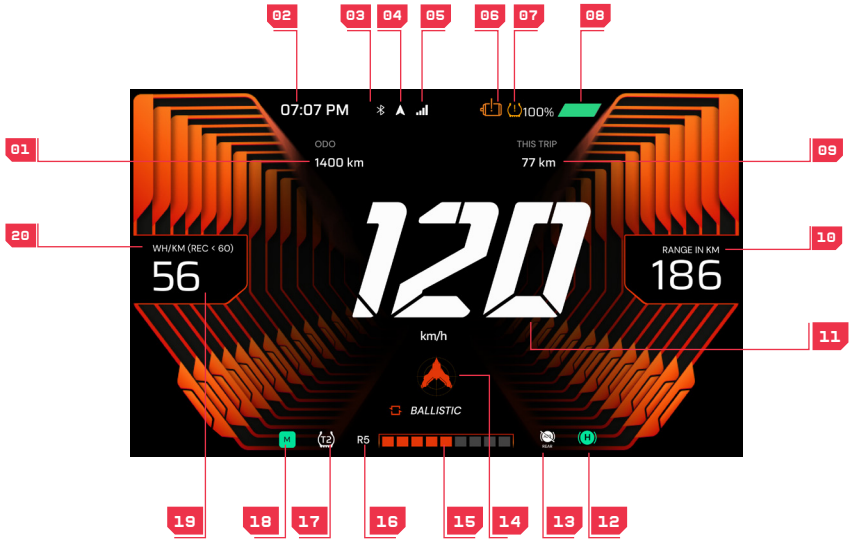 02 03 04 05 06 07 08
07:07 PM 100%
01 ODO THIS TRIP 09
1400 km 77 km
20 WH/KM (REC < 60) RANGE IN KM 10
56 120 186
km/h 11
BALLISTIC
M T2 R5 REAR H
19 18 17 16 15 14 13 12